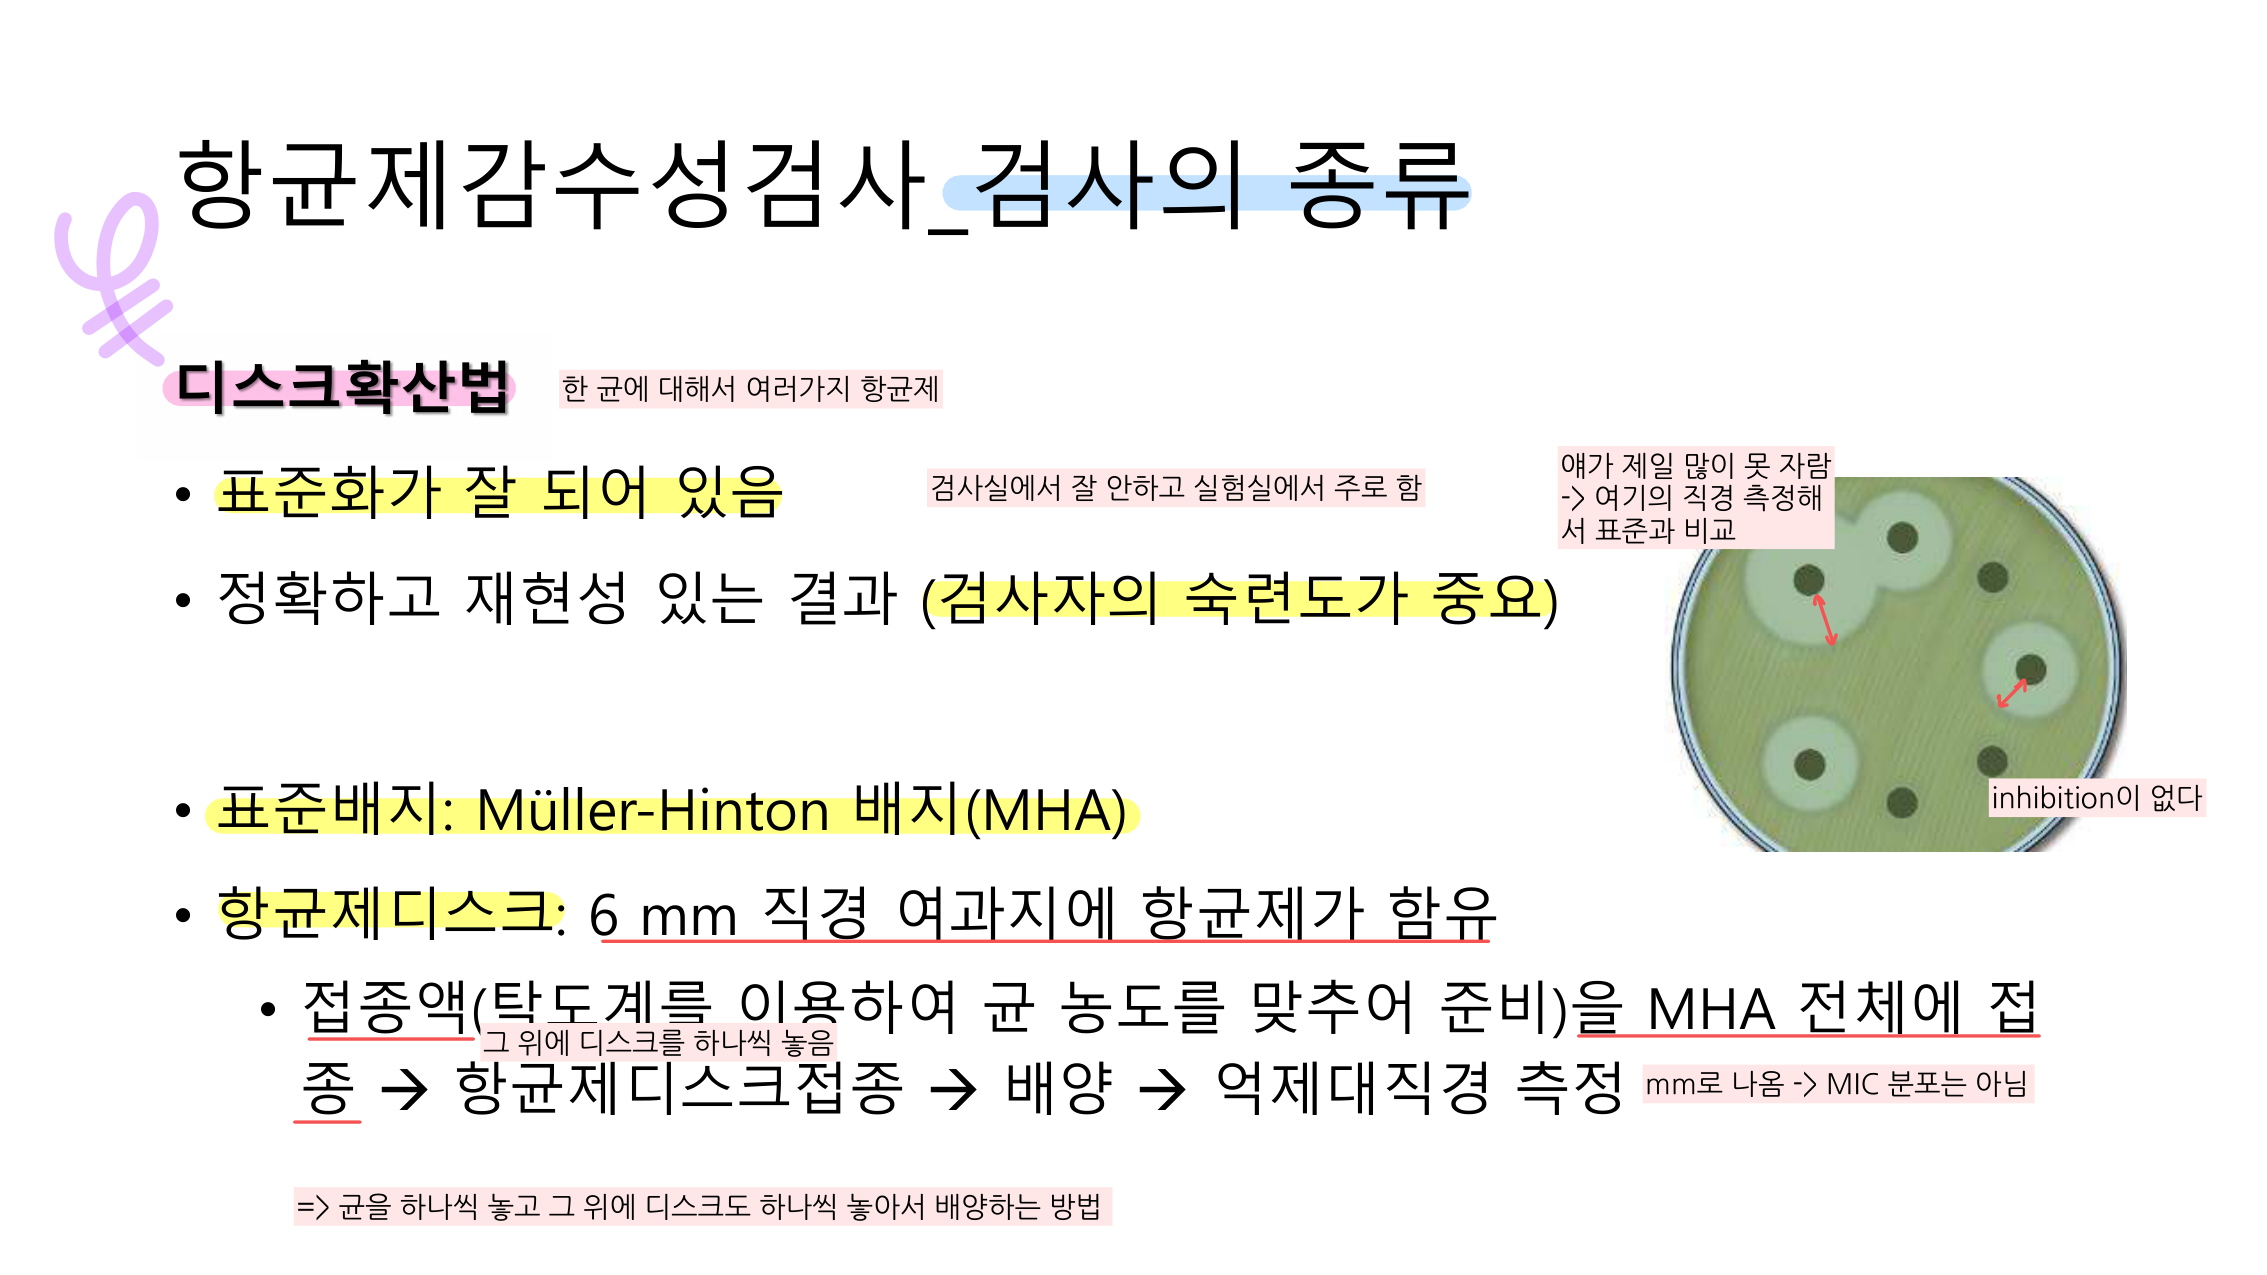 항균제감수성검사_검사의 종류
디스크확산법
한 균에 대해서 여러가지 항균제
• 표준화가 잘 되어 있음
검사실에서 잘 안하고 실험실에서 주로 함
얘가 제일 많이 못 자람
-> 여기의 직경 측정해
서 표준과 비교
• 정확하고 재현성 있는 결과 (검사자의 숙련도가 중요)
• 표준배지: Müller-Hinton 배지(MHA)
inhibition이 없다
• 항균제디스크: 6 mm 직경 여과지에 항균제가 함유
• 접종액(탁도계를 이용하여 균 농도를 맞추어 준비)을 MHA 전체에 접
그 위에 디스크를 하나씩 놓음
종 → 항균제디스크접종 → 배양 → 억제대직경 측정
mm로 나옴 -> MIC 분포는 아님
=> 균을 하나씩 놓고 그 위에 디스크도 하나씩 놓아서 배양하는 방법